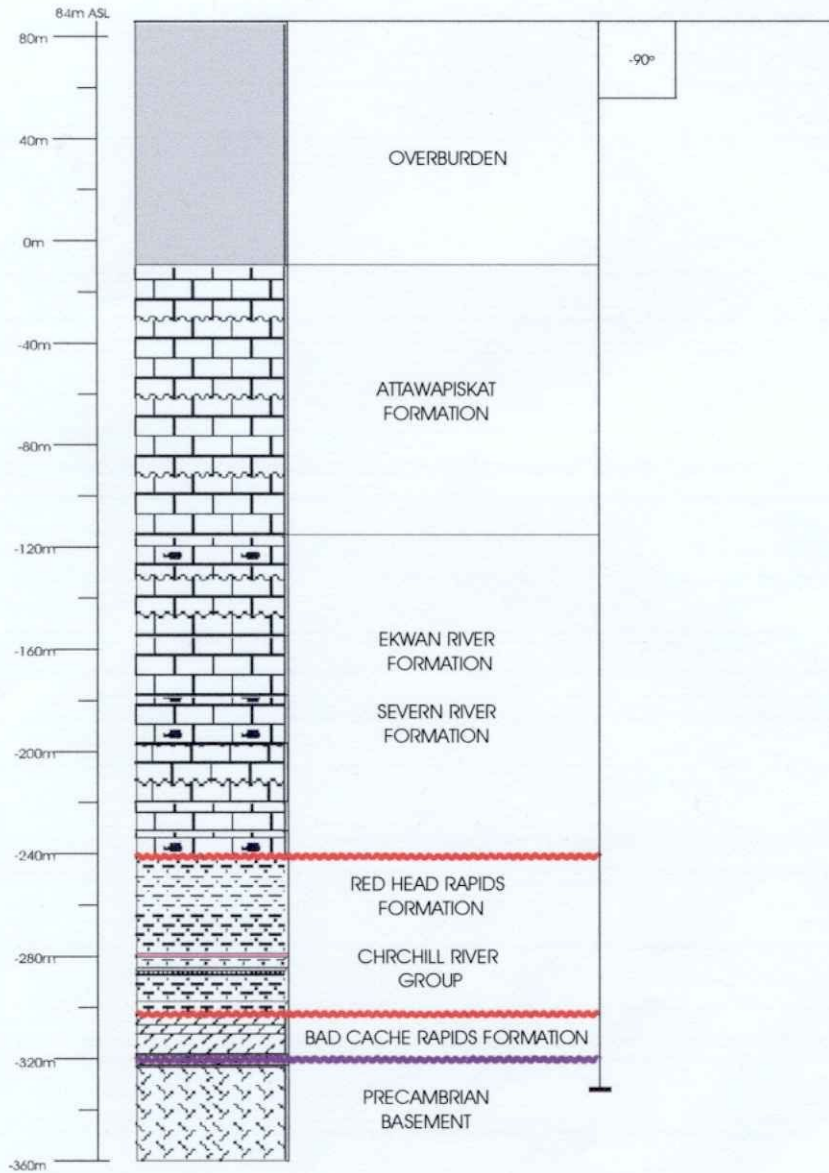 84m ASL
80m
-90º
40m
OVERBURDEN
0m
-40m
ATTAWAPISKAT
FORMATION
-80m
-120m
EKWAN RIVER
FORMATION
-160m
SEVERN RIVER
FORMATION
-200m
-240m
RED HEAD RAPIDS
FORMATION
-280m
CHRCHILL RIVER
GROUP
BAD CACHE RAPIDS FORMATION
-320m
PRECAMBRIAN
BASEMENT
-360m